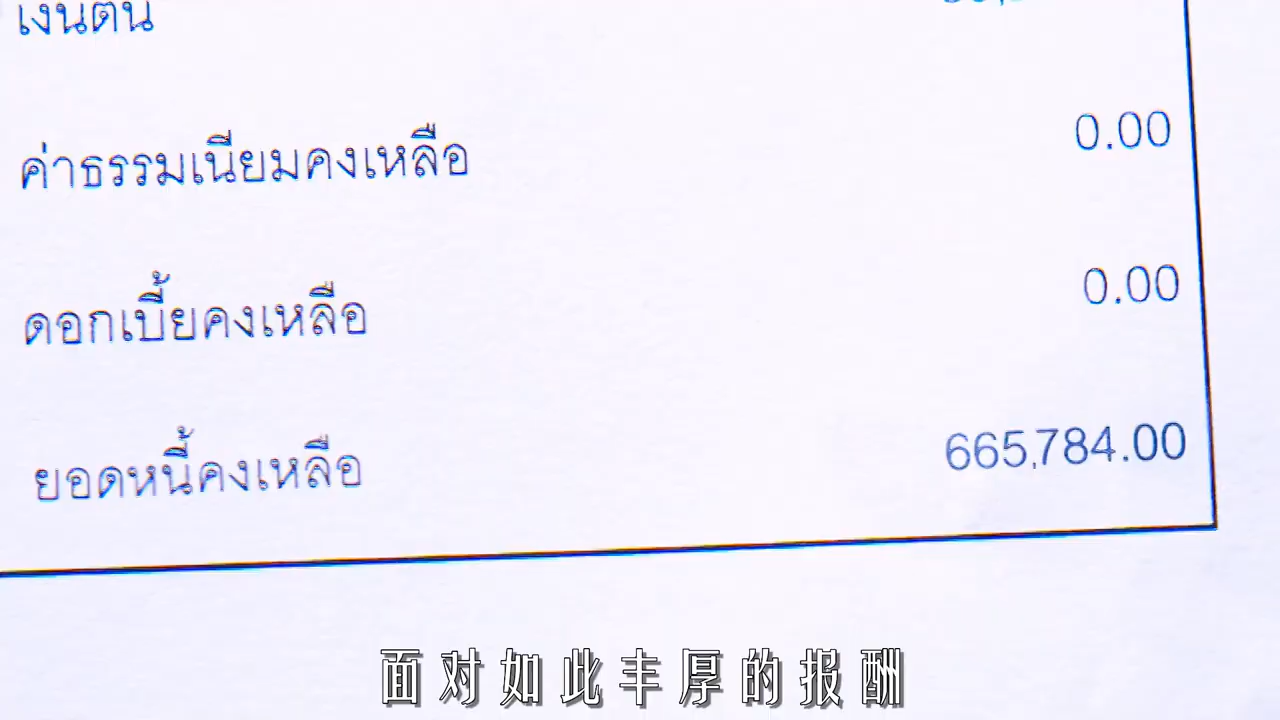 เงินต้น
ค่าธรรมเนียมคงเหลือ 0.00
ดอกเบี้ยคงเหลือ 0.00
ยอดหนี้คงเหลือ 665,784.00
面对如此丰厚的报酬